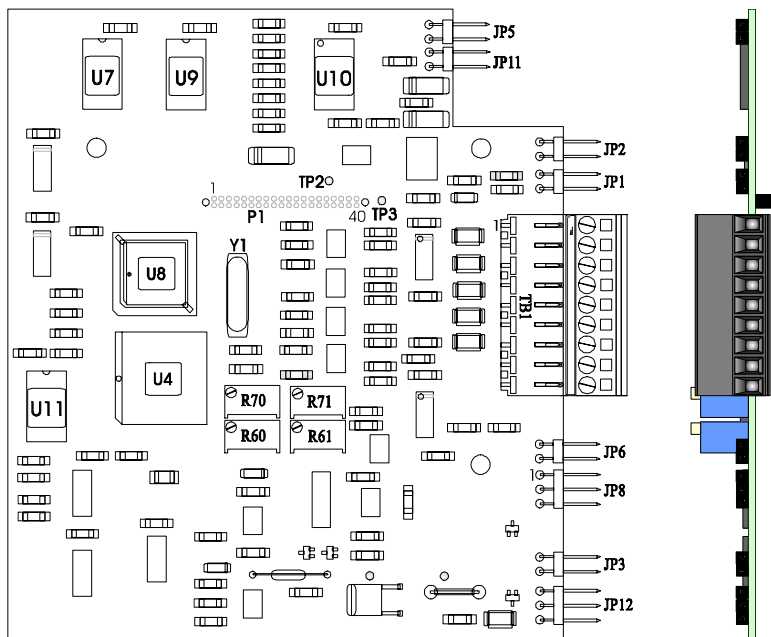 JP5
U7 U9 U10
JP11
JP2
1 TP2 JP1
P1 40 TP3
Y1 1
U8
TB1
U4
R70 R71
U11
R60 R61
JP6
1
JP8
JP3
JP12